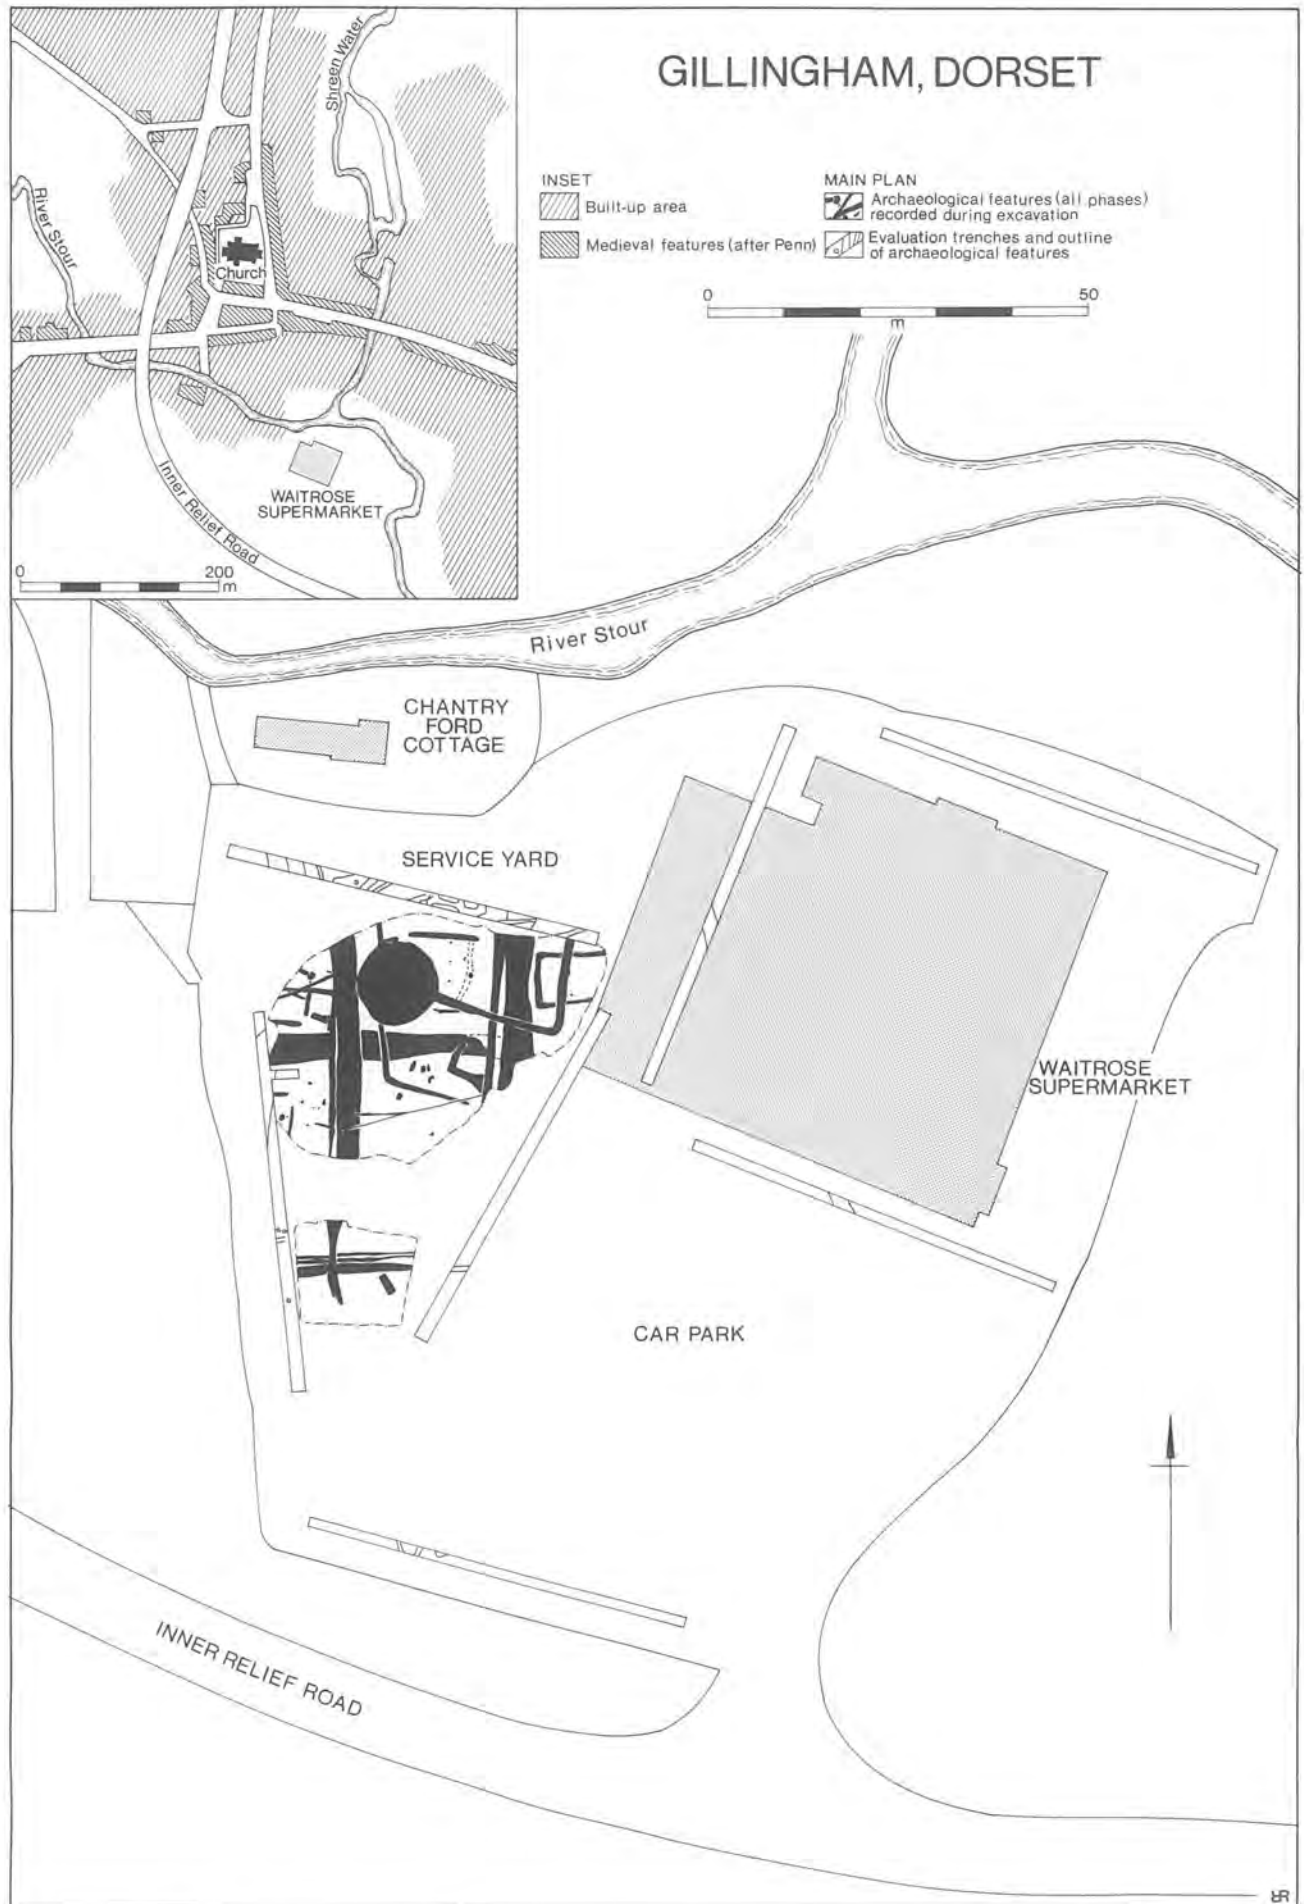 GILLINGHAM, DORSET
INSET
Built-up area
Medieval features (after Penn)
MAIN PLAN
Archaeological features (all phases)
recorded during excavation
Evaluation trenches and outline
of archaeological features
0 50
m
Shreen Water
River Stour
Church
WAITROSE
SUPERMARKET
Inner Relief Road
0 200
m
River Stour
CHANTRY
FORD
COTTAGE
SERVICE YARD
WAITROSE
SUPERMARKET
CAR PARK
INNER RELIEF ROAD